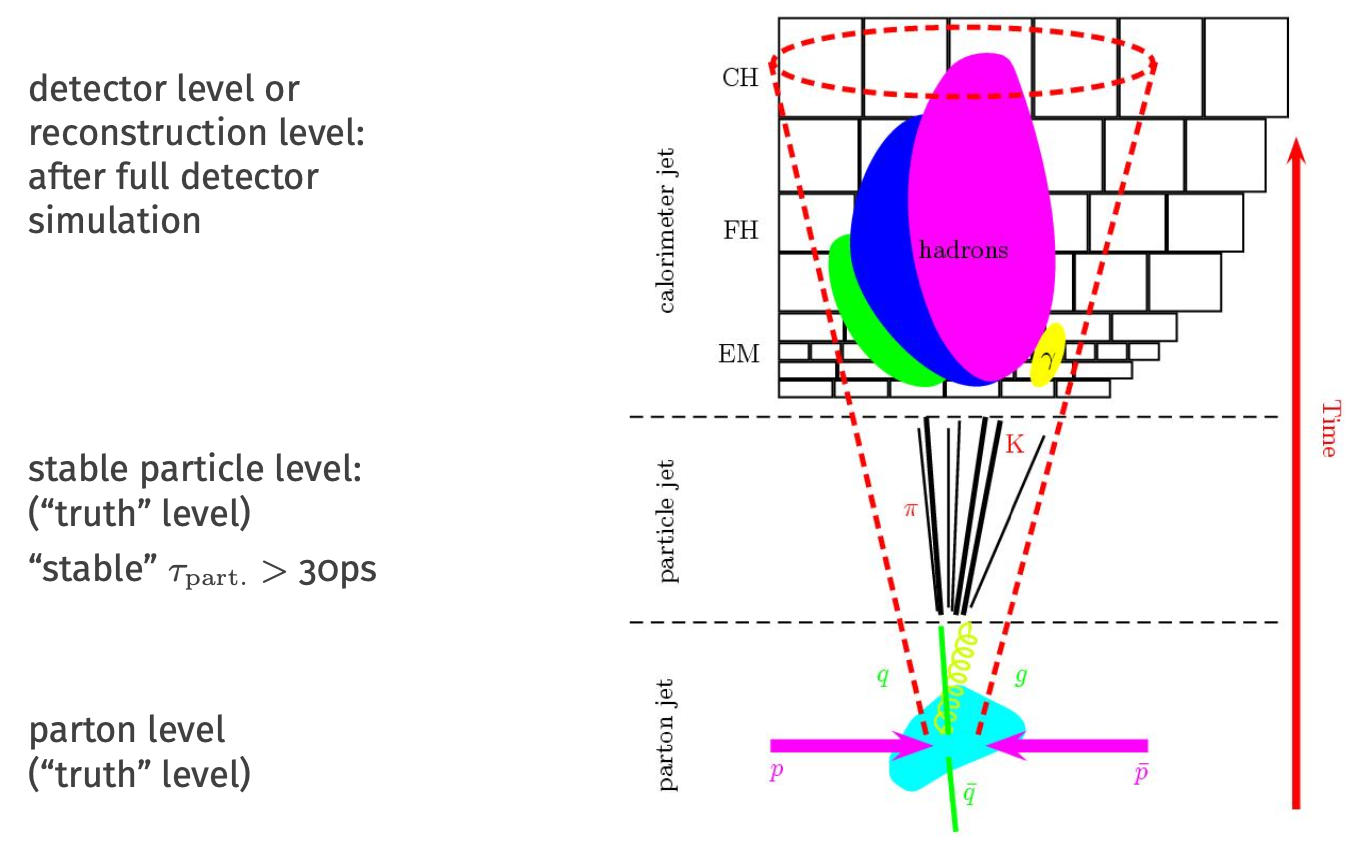 detector level or
reconstruction level:
after full detector
simulation
stable particle level:
(“truth” level)
“stable” τpart. > 30ps
parton level
(“truth” level)
CH
calorimeter jet
FH
hadrons
EM
γ
Time
K
particle jet
π
q
g
parton jet
p
p̄
q̄